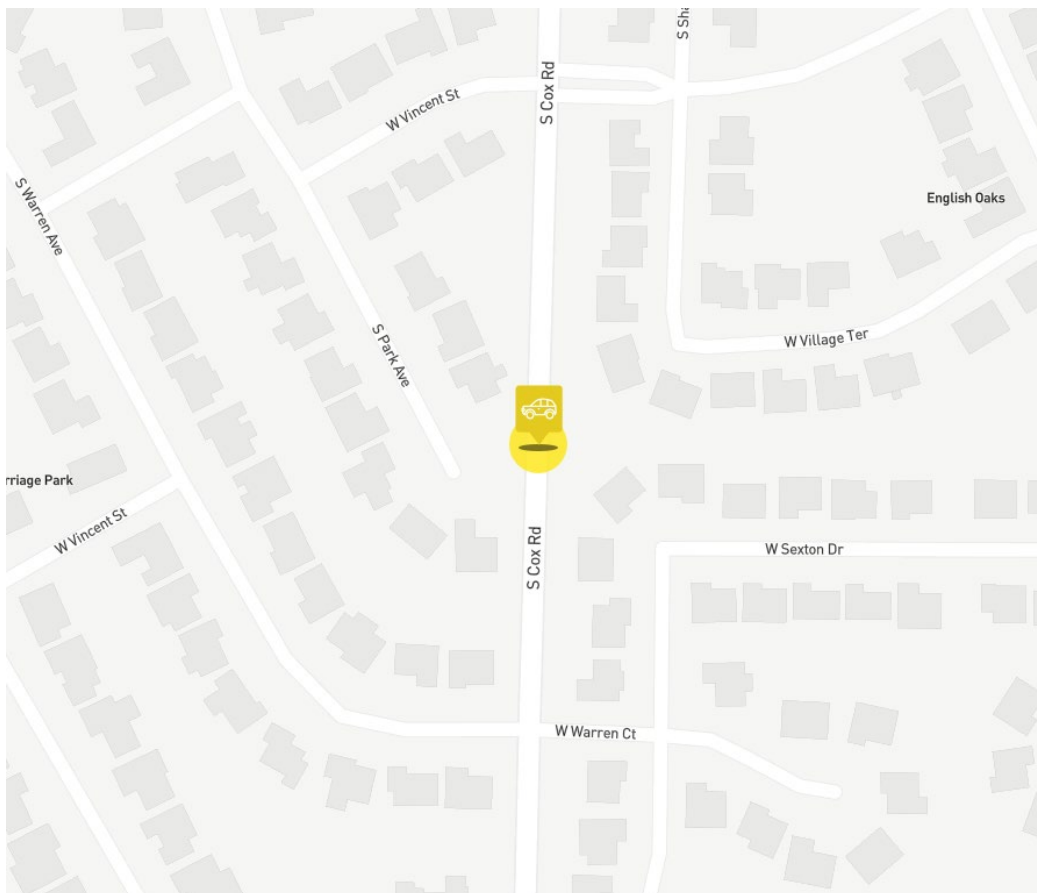 S Sha
S Cox Rd
W Vincent St
S Warren Ave
English Oaks
W Village Ter
S Park Ave
rriage Park
W Vincent St
S Cox Rd
W Sexton Dr
W Warren Ct